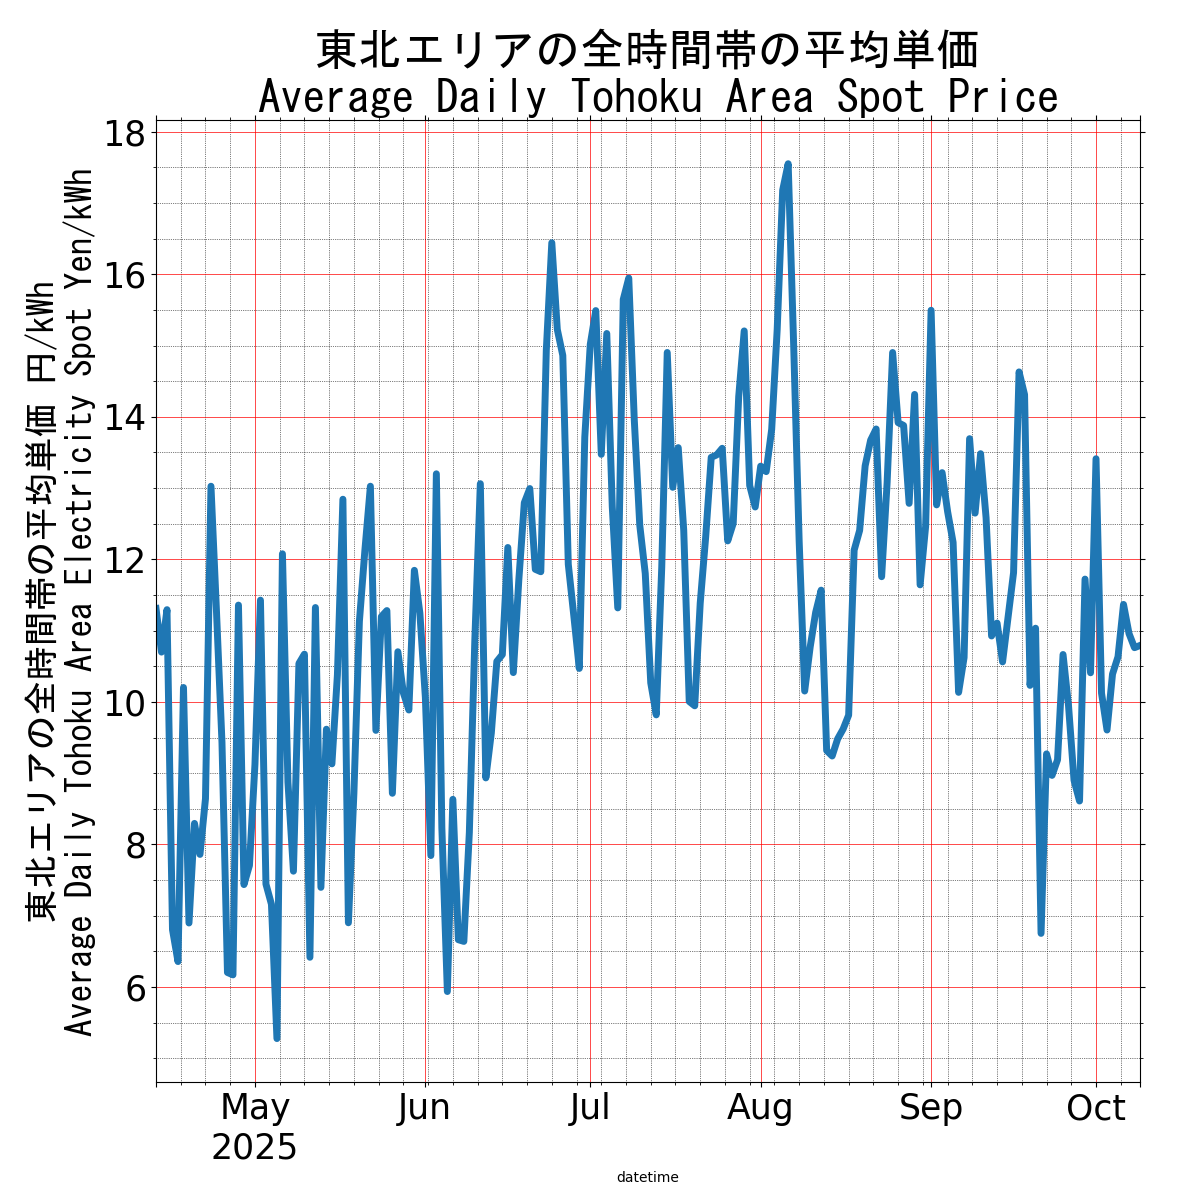 東北エリアの全時間帯の平均単価
Average Daily Tohoku Area Spot Price
東北エリアの全時間帯の平均単価 円/kWh
Average Daily Tohoku Area Electricity Spot Yen/kWh
18
16
14
12
10
8
6
May
2025
Jun
Jul
Aug
Sep
Oct
datetime